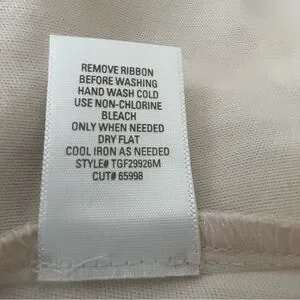 REMOVE RIBBON
BEFORE WASHING
HAND WASH COLD
USE NON-CHLORINE
BLEACH
ONLY WHEN NEEDED
DRY FLAT
COOL IRON AS NEEDED
STYLE# TGF29926M
CUT# 65998